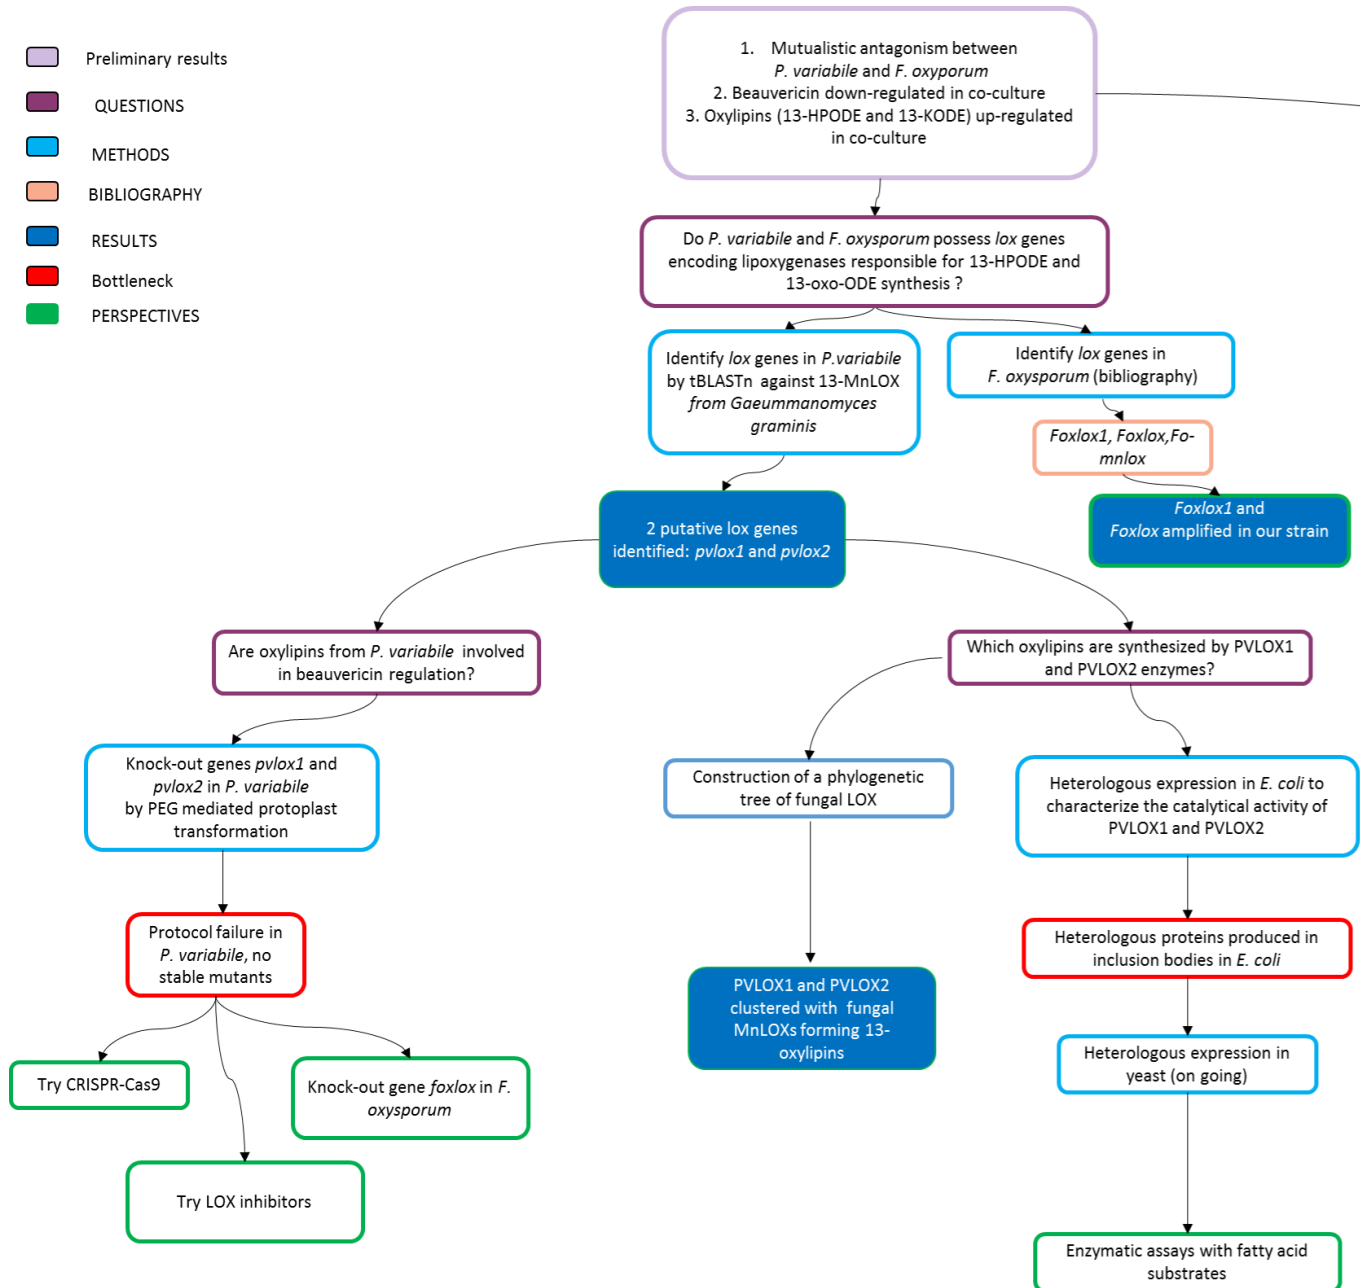 Preliminary results
QUESTIONS
METHODS
BIBLIOGRAPHY
RESULTS
Bottleneck
PERSPECTIVES
1. Mutualistic antagonism between
P. variabile and F. oxyporum
2. Beauvericin down-regulated in co-culture
3. Oxylipins (13-HPODE and 13-KODE) up-regulated
in co-culture
Do P. variabile and F. oxysporum possess lox genes
encoding lipoxygenases responsible for 13-HPODE and
13-oxo-ODE synthesis ?
Identify lox genes in P.variabile
by tBLASTn against 13-MnLOX
from Gaeummanomyces
graminis
Identify lox genes in
F. oxysporum (bibliography)
Foxlox1, Foxlox,Fo-
mnlox
Foxlox1 and
Foxlox amplified in our strain
2 putative lox genes
identified: pvlox1 and pvlox2
Are oxylipins from P. variabile involved
in beauvericin regulation?
Which oxylipins are synthesized by PVLOX1
and PVLOX2 enzymes?
Knock-out genes pvlox1 and
pvlox2 in P. variabile
by PEG mediated protoplast
transformation
Construction of a phylogenetic
tree of fungal LOX
Heterologous expression in E. coli to
characterize the catalytical activity of
PVLOX1 and PVLOX2
Protocol failure in
P. variabile, no
stable mutants
Heterologous proteins produced in
inclusion bodies in E. coli
PVLOX1 and PVLOX2
clustered with fungal
MnLOXs forming 13-
oxylipins
Try CRISPR-Cas9
Knock-out gene foxlox in F.
oxysporum
Heterologous expression in
yeast (on going)
Try LOX inhibitors
Enzymatic assays with fatty acid
substrates